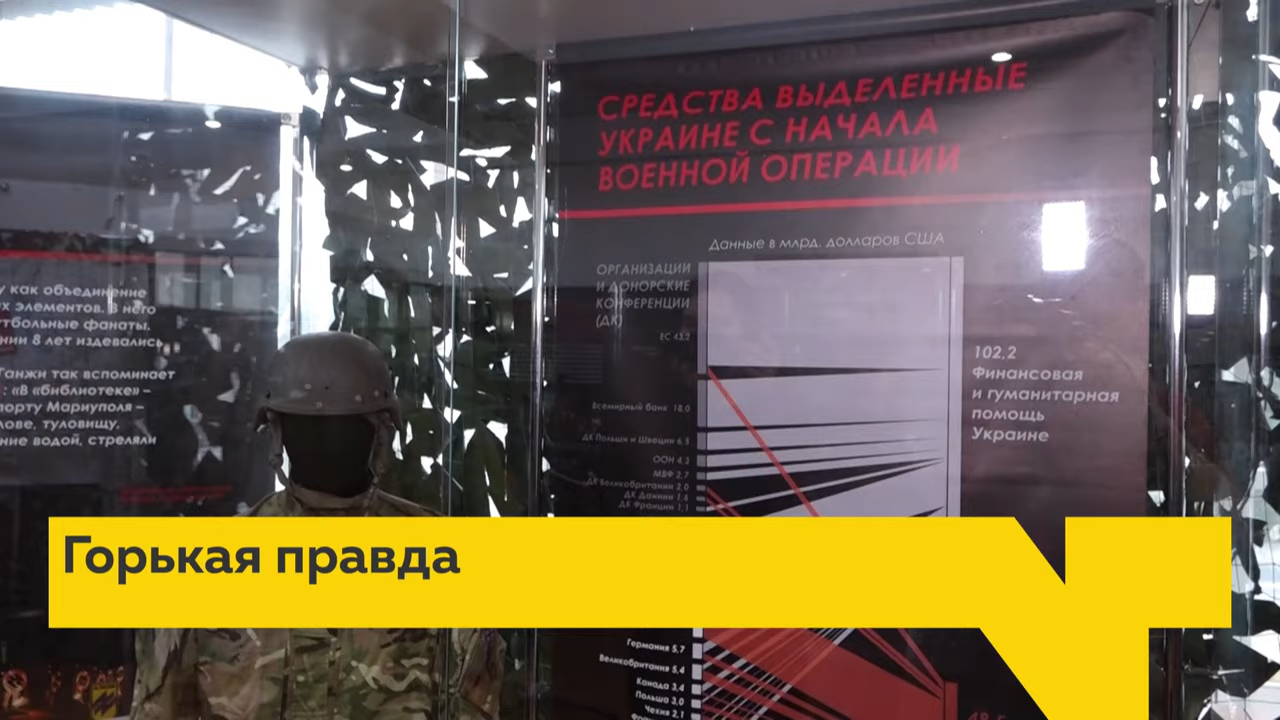 СРЕДСТВА ВЫДЕЛЕННЫЕ
УКРАИНЕ С НАЧАЛА
ВОЕННОЙ ОПЕРАЦИИ
Данные в млрд. долларов США
ОРГАНИЗАЦИИ
И ДОНОРСКИЕ
КОНФЕРЕНЦИИ
(ДК)
ЕС 43,2
Всемирный банк 18,0
ДК Польши и Швеции 6,5
ООН 4,3
МВФ 2,7
ДК Великобритании 2,0
ДК Дании 1,6
ДК Франции 1,1
102,2
Финансовая
и гуманитарная
помощь
Украине
у как объединение
х элементов. В него
утбольные фанаты.
нии 8 лет издевались
Танжи так вспоминает
: «В «библиотеке» –
порту Мариуполя –
лове, туловищу,
ние водой, стреляли
Горькая правда
Германия 5,7
Великобритания 5,4
Канада 3,4
Польша 3,0
Чехия 2,1